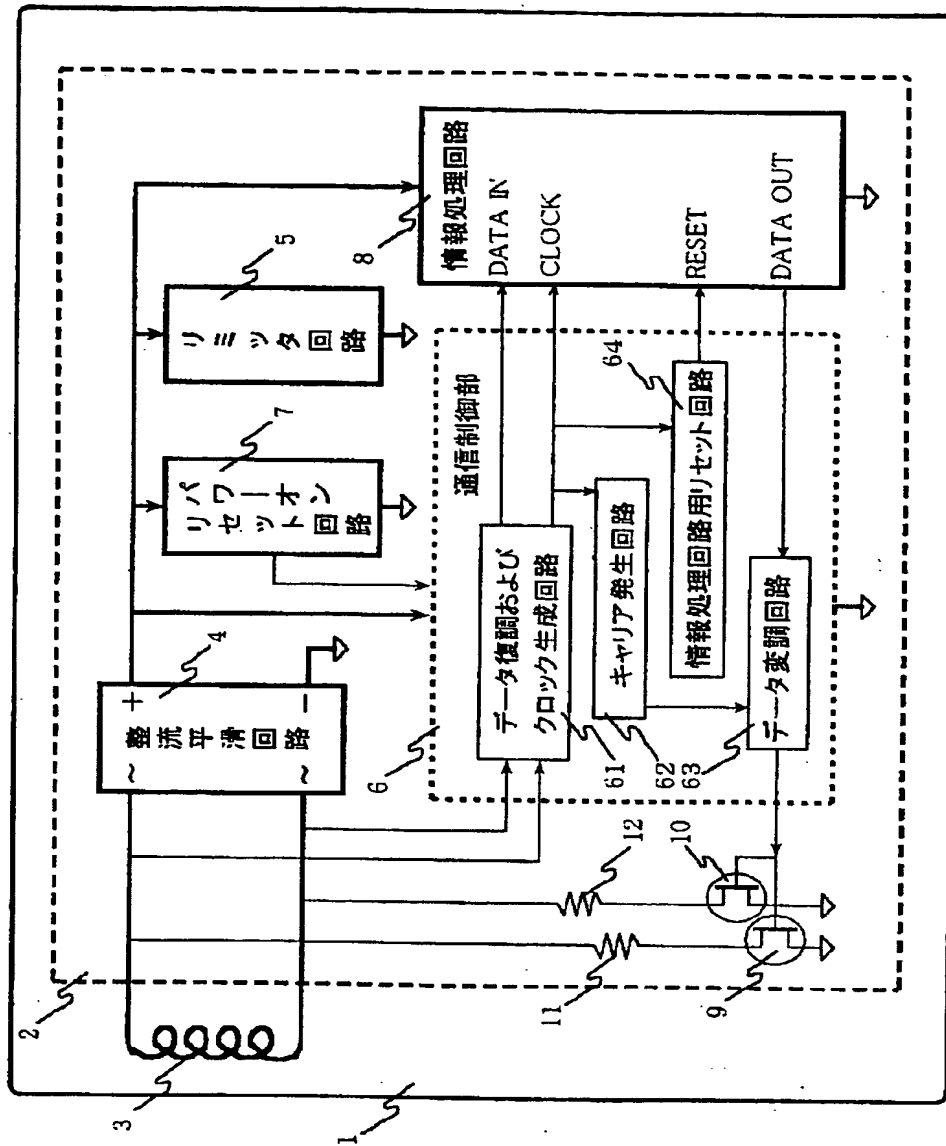 1
2
3
整流平滑回路
~
~
+
−
4
パワーオン
リセット回路
7
リミッタ回路
5
6
通信制御部
データ復調および
クロック生成回路
61
キャリア発生回路
62
情報処理回路用リセット回路
64
データ変調回路
63
8
情報処理回路
DATA IN
CLOCK
RESET
DATA OUT
12
11
10
9